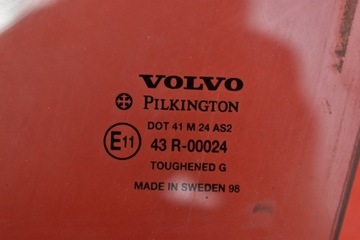 VOLVO
PILKINGTON
DOT 41 M 24 AS2
E11 43 R-00024
TOUGHENED G
MADE IN SWEDEN 98